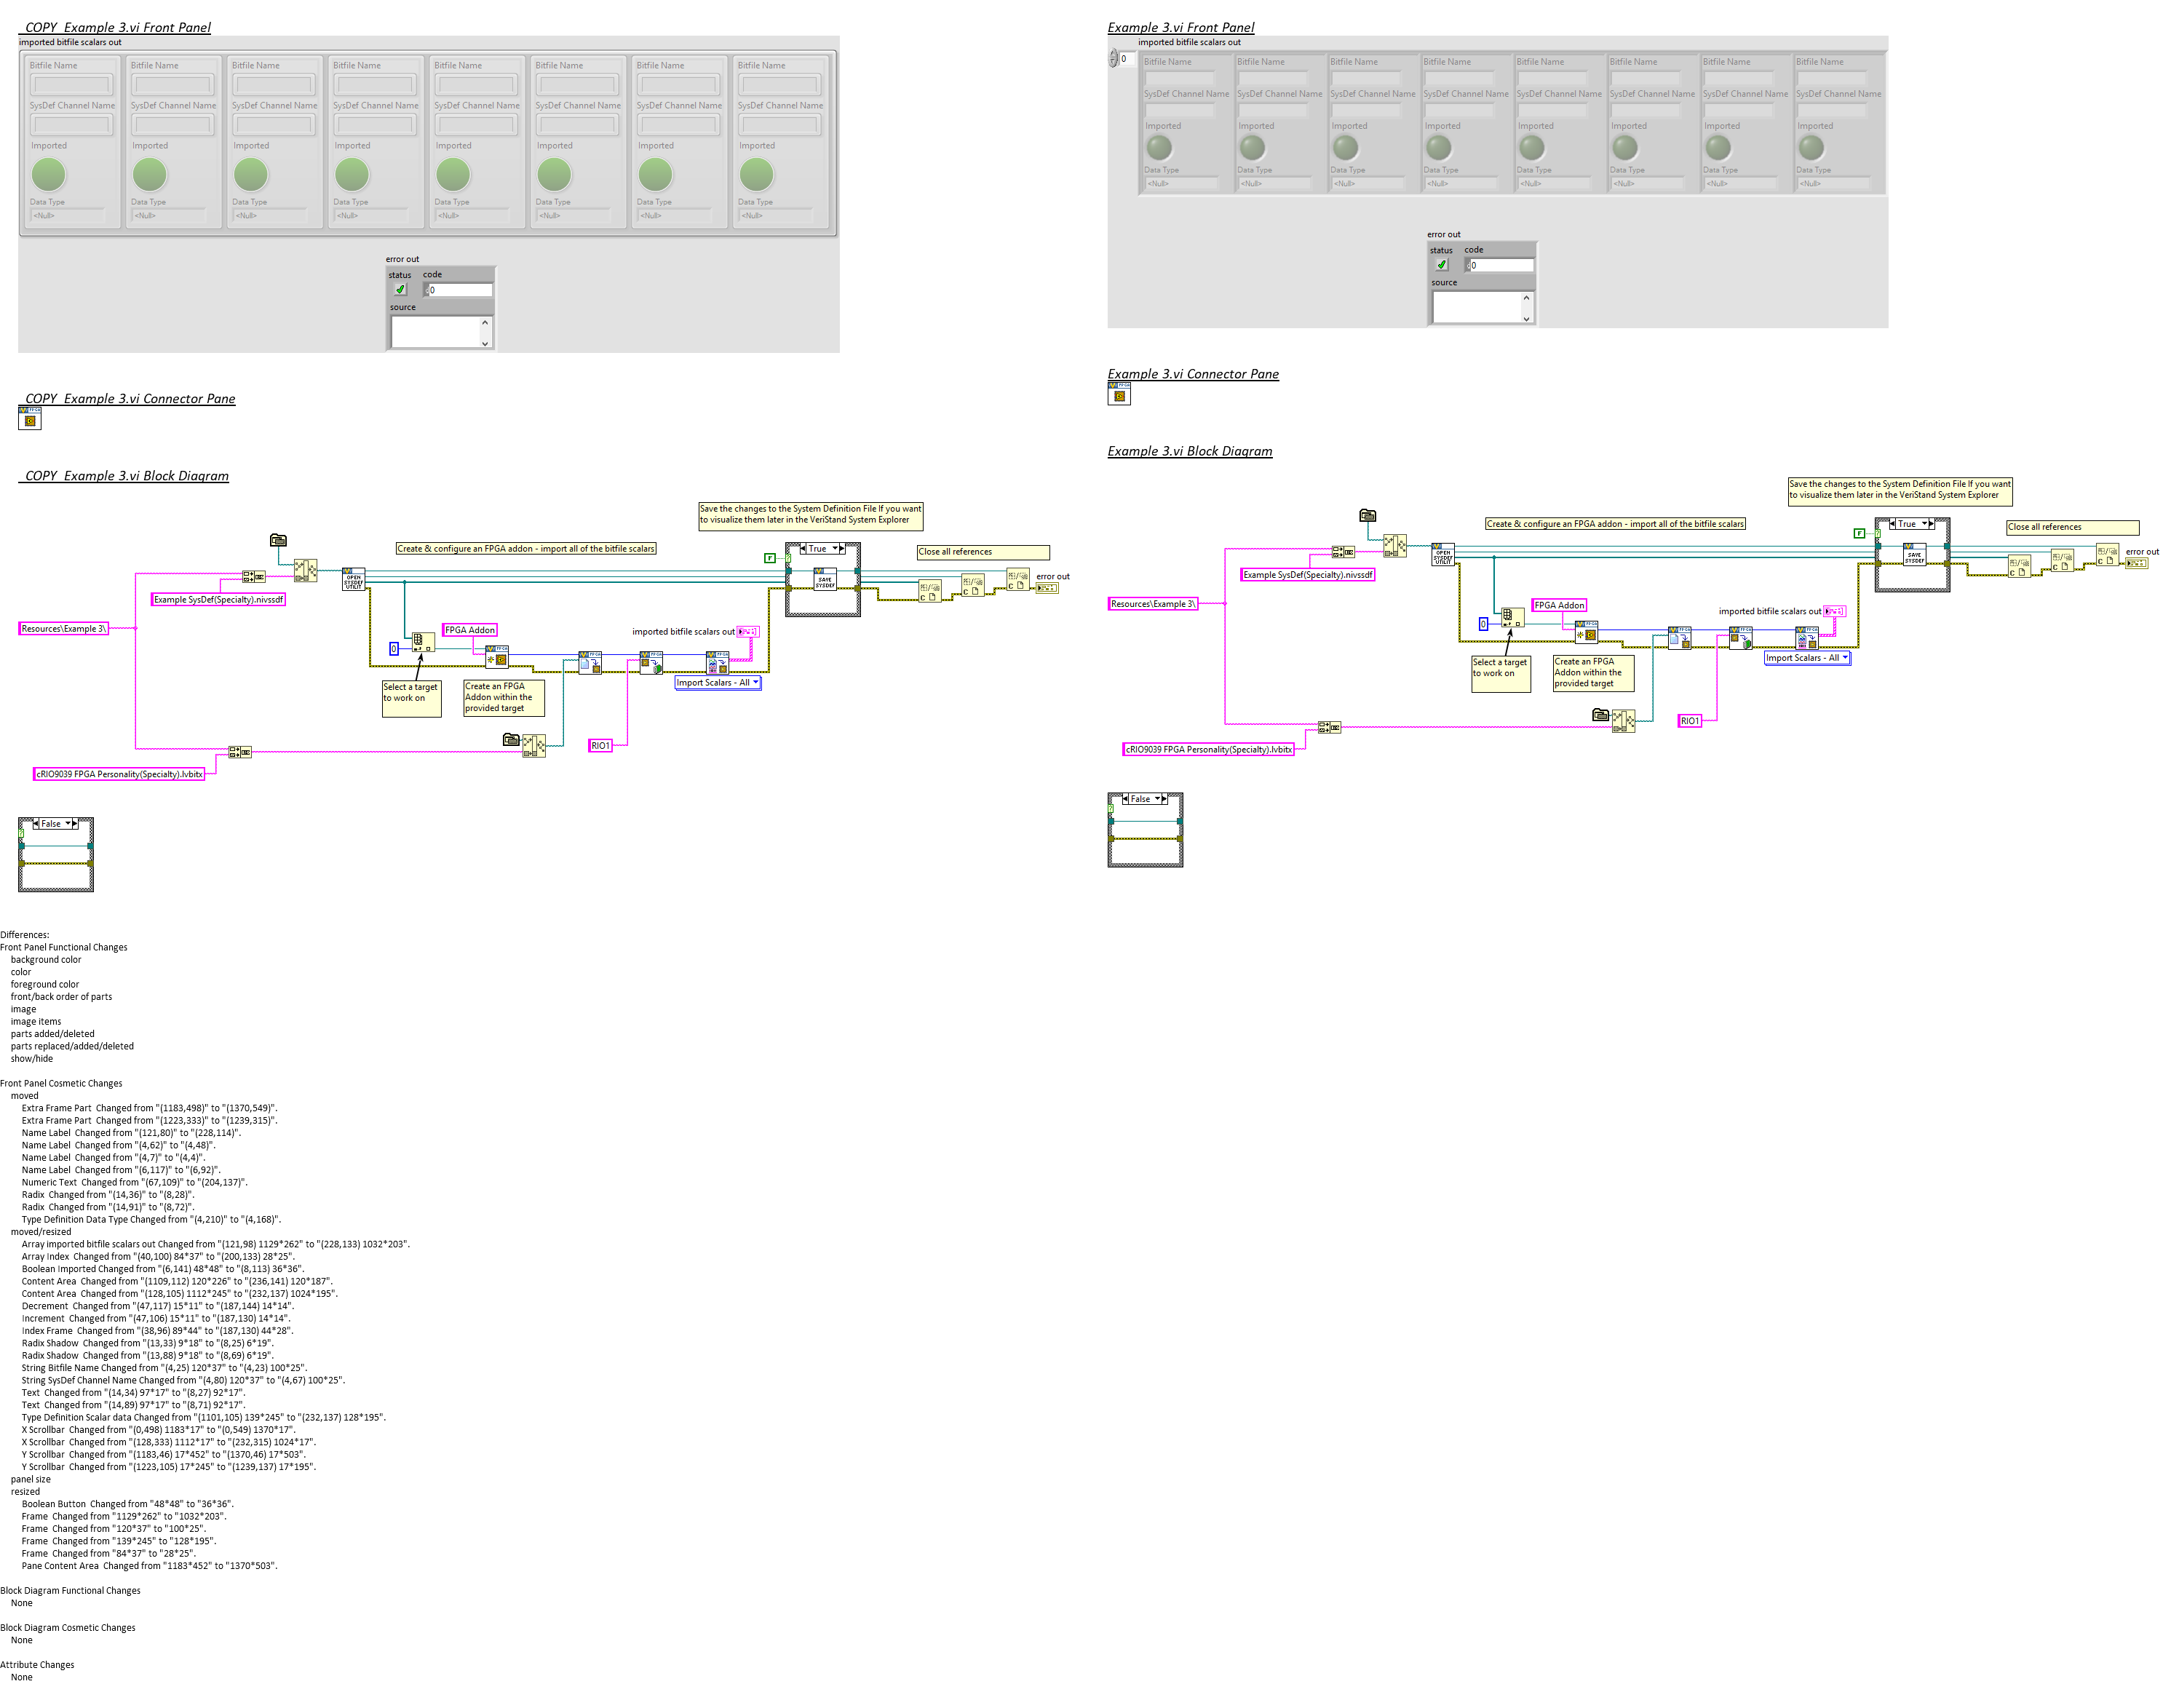 _COPY_Example 3.vi Front Panel
imported bitfile scalars out
Bitfile Name Bitfile Name Bitfile Name Bitfile Name Bitfile Name Bitfile Name Bitfile Name Bitfile Name
SysDef Channel Name SysDef Channel Name SysDef Channel Name SysDef Channel Name SysDef Channel Name SysDef Channel Name SysDef Channel Name SysDef Channel Name
Imported Imported Imported Imported Imported Imported Imported Imported
Data Type Data Type Data Type Data Type Data Type Data Type Data Type Data Type
<Null> <Null> <Null> <Null> <Null> <Null> <Null> <Null>
error out
status code
0
source
_COPY_Example 3.vi Connector Pane
FPGA
_COPY_Example 3.vi Block Diagram
Save the changes to the System Definition File If you want
to visualize them later in the VeriStand System Explorer
Create & configure an FPGA addon - import all of the bitfile scalars
True
Close all references
F
OPEN
SYSDEF
UTILIT
SAVE
SYSDEF
error out
Example SysDef(Specialty).nivssdf
Resources\Example 3\
FPGA Addon
imported bitfile scalars out
0
Import Scalars - All
Select a target
to work on
Create an FPGA
Addon within the
provided target
RIO1
cRIO9039 FPGA Personality(Specialty).lvbitx
False
Example 3.vi Front Panel
imported bitfile scalars out
0
Bitfile Name Bitfile Name Bitfile Name Bitfile Name Bitfile Name Bitfile Name Bitfile Name Bitfile Name
SysDef Channel Name SysDef Channel Name SysDef Channel Name SysDef Channel Name SysDef Channel Name SysDef Channel Name SysDef Channel Name SysDef Channel Name
Imported Imported Imported Imported Imported Imported Imported Imported
Data Type Data Type Data Type Data Type Data Type Data Type Data Type Data Type
<Null> <Null> <Null> <Null> <Null> <Null> <Null> <Null>
error out
status code
0
source
Example 3.vi Connector Pane
FPGA
Example 3.vi Block Diagram
Save the changes to the System Definition File If you want
to visualize them later in the VeriStand System Explorer
Create & configure an FPGA addon - import all of the bitfile scalars
True
Close all references
F
OPEN
SYSDEF
UTILIT
SAVE
SYSDEF
error out
Example SysDef(Specialty).nivssdf
Resources\Example 3\
FPGA Addon
imported bitfile scalars out
0
Import Scalars - All
Select a target
to work on
Create an FPGA
Addon within the
provided target
RIO1
cRIO9039 FPGA Personality(Specialty).lvbitx
False
Differences:
Front Panel Functional Changes
background color
color
foreground color
front/back order of parts
image
image items
parts added/deleted
parts replaced/added/deleted
show/hide
Front Panel Cosmetic Changes
moved
Extra Frame Part Changed from "(1183,498)" to "(1370,549)".
Extra Frame Part Changed from "(1223,333)" to "(1239,315)".
Name Label Changed from "(121,80)" to "(228,114)".
Name Label Changed from "(4,62)" to "(4,48)".
Name Label Changed from "(4,7)" to "(4,4)".
Name Label Changed from "(6,117)" to "(6,92)".
Numeric Text Changed from "(67,109)" to "(204,137)".
Radix Changed from "(14,36)" to "(8,28)".
Radix Changed from "(14,91)" to "(8,72)".
Type Definition Data Type Changed from "(4,210)" to "(4,168)".
moved/resized
Array imported bitfile scalars out Changed from "(121,98) 1129*262" to "(228,133) 1032*203".
Array Index Changed from "(40,100) 84*37" to "(200,133) 28*25".
Boolean Imported Changed from "(6,141) 48*48" to "(8,113) 36*36".
Content Area Changed from "(1109,112) 120*226" to "(236,141) 120*187".
Content Area Changed from "(128,105) 1112*245" to "(232,137) 1024*195".
Decrement Changed from "(47,117) 15*11" to "(187,144) 14*14".
Increment Changed from "(47,106) 15*11" to "(187,130) 14*14".
Index Frame Changed from "(38,96) 89*44" to "(187,130) 44*28".
Radix Shadow Changed from "(13,33) 9*18" to "(8,25) 6*19".
Radix Shadow Changed from "(13,88) 9*18" to "(8,69) 6*19".
String Bitfile Name Changed from "(4,25) 120*37" to "(4,23) 100*25".
String SysDef Channel Name Changed from "(4,80) 120*37" to "(4,67) 100*25".
Text Changed from "(14,34) 97*17" to "(8,27) 92*17".
Text Changed from "(14,89) 97*17" to "(8,71) 92*17".
Type Definition Scalar data Changed from "(1101,105) 139*245" to "(232,137) 128*195".
X Scrollbar Changed from "(0,498) 1183*17" to "(0,549) 1370*17".
X Scrollbar Changed from "(128,333) 1112*17" to "(232,315) 1024*17".
Y Scrollbar Changed from "(1183,46) 17*452" to "(1370,46) 17*503".
Y Scrollbar Changed from "(1223,105) 17*245" to "(1239,137) 17*195".
panel size
resized
Boolean Button Changed from "48*48" to "36*36".
Frame Changed from "1129*262" to "1032*203".
Frame Changed from "120*37" to "100*25".
Frame Changed from "139*245" to "128*195".
Frame Changed from "84*37" to "28*25".
Pane Content Area Changed from "1183*452" to "1370*503".
Block Diagram Functional Changes
None
Block Diagram Cosmetic Changes
None
Attribute Changes
None